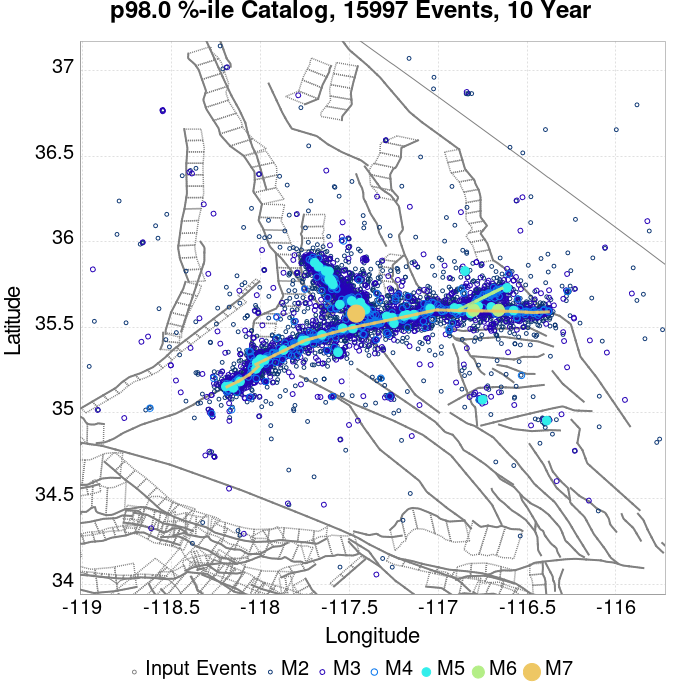 p98.0 %-ile Catalog, 15997 Events, 10 Year
37
36.5
36
35.5
35
34.5
34
Latitude
-119 -118.5 -118 -117.5 -117 -116.5 -116
Longitude
Input Events M2 M3 M4 M5 M6 M7